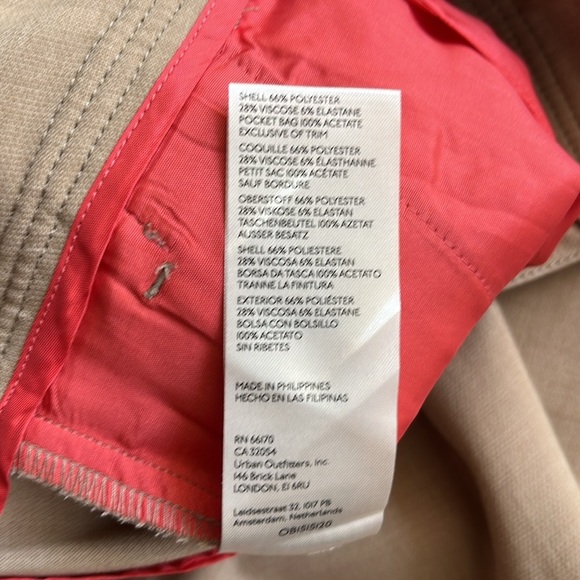 SHELL 66% POLYESTER
28% VISCOSE 6% ELASTANE
POCKET BAG 100% ACETATE
EXCLUSIVE OF TRIM
COQUILLE 66% POLYESTER
28% VISCOSE 6% ÉLASTHANNE
PETIT SAC 100% ACÉTATE
SAUF BORDURE
OBERSTOFF 66% POLYESTER
28% VISKOSE 6% ELASTAN
TASCHENBEUTEL 100% AZETAT
AUSSER BESATZ
SHELL 66% POLIESTERE
28% VISCOSA 6% ELASTAN
BORSA DA TASCA 100% ACETATO
TRANNE LA FINITURA
EXTERIOR 66% POLIÉSTER
28% VISCOSA 6% ELASTANE
BOLSA CON BOLSILLO
100% ACETATO
SIN RIBETES
MADE IN PHILIPPINES
HECHO EN LAS FILIPINAS
RN 66170
CA 32054
Urban Outfitters, Inc.
146 Brick Lane
LONDON, E1 6RU
Leidsestraat 32, 1017 PB
Amsterdam, Netherlands
OB151520